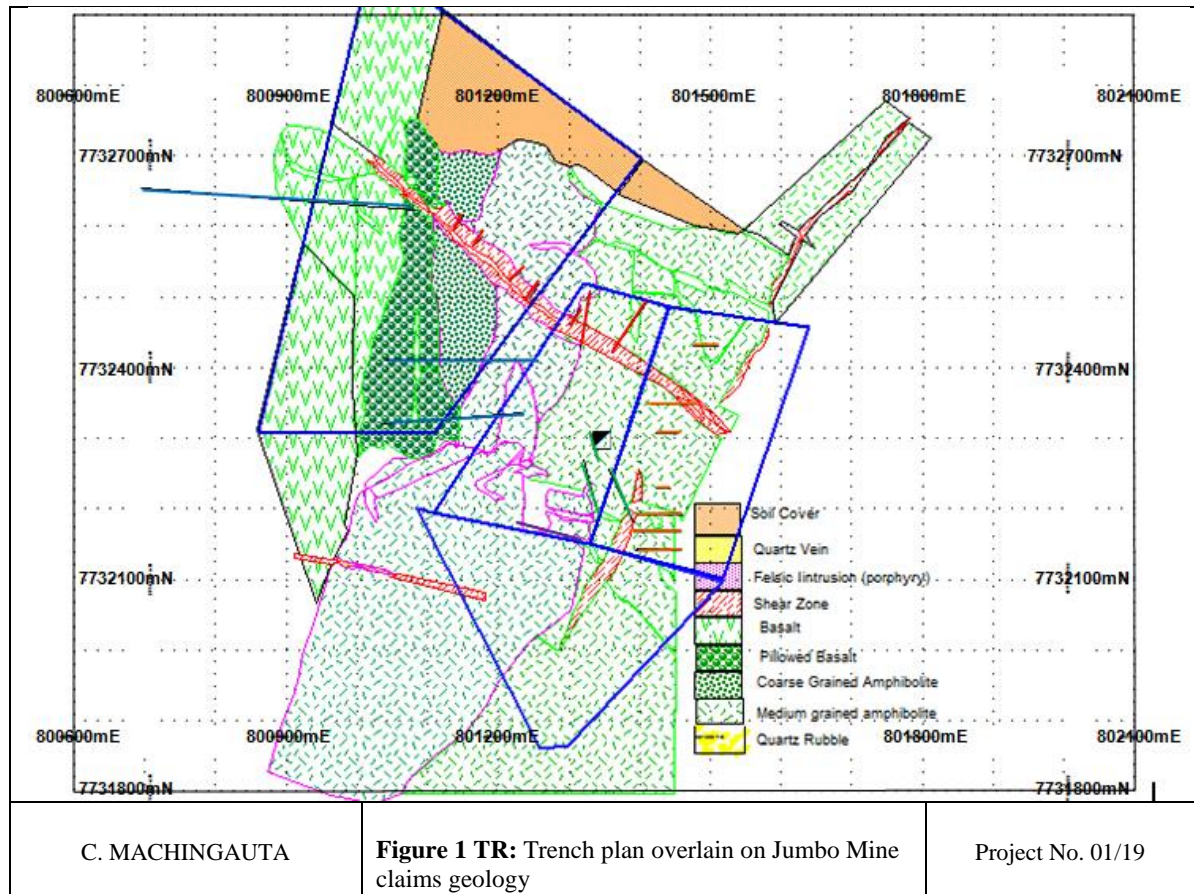 800600mE 800900mE 801200mE 801500mE 801800mE 802100mE
7732700mN 7732700mN
7732400mN 7732400mN
Soil Cover
Quartz Vein
Felsic Iintrusion (porphyry)
7732100mN 7732100mN
Shear Zone
Basalt
Pillowed Basalt
Coarse Grained Amphibolite
Medium grained amphibolite
Quartz Rubble
800600mE 800900mE 801200mE 801800mE 802400mE
7731800mN 7731800mN
C. MACHINGAUTA
Figure 1 TR: Trench plan overlain on Jumbo Mine
claims geology
Project No. 01/19